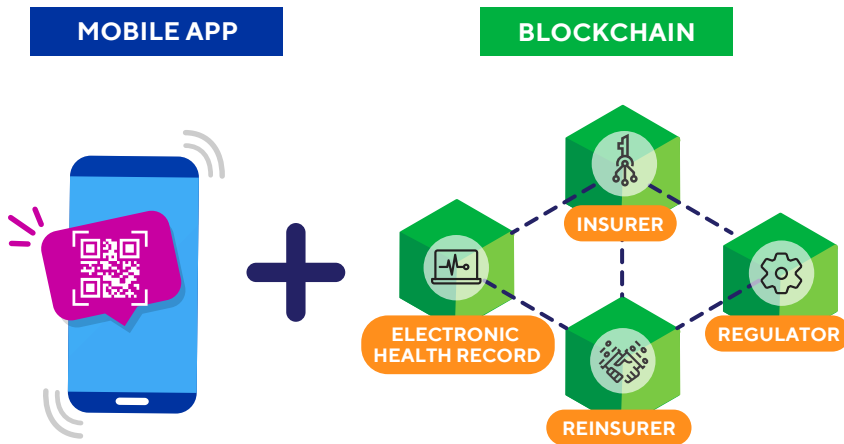 MOBILE APP
BLOCKCHAIN
INSURER
ELECTRONIC
HEALTH RECORD
REGULATOR
REINSURER